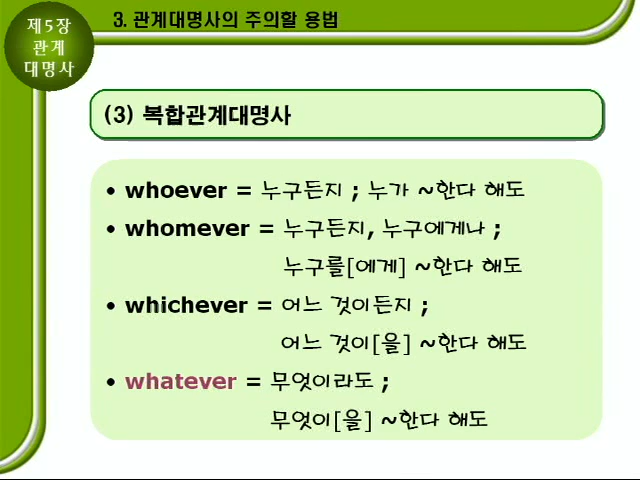 제5장
관계
대명사
3. 관계대명사의 주의할 용법
(3) 복합관계대명사
• whoever = 누구든지 ; 누가 ~한다 해도
• whomever = 누구든지, 누구에게나 ;
누구를[에게] ~한다 해도
• whichever = 어느 것이든지 ;
어느 것이[을] ~한다 해도
• whatever = 무엇이라도 ;
무엇이[을] ~한다 해도